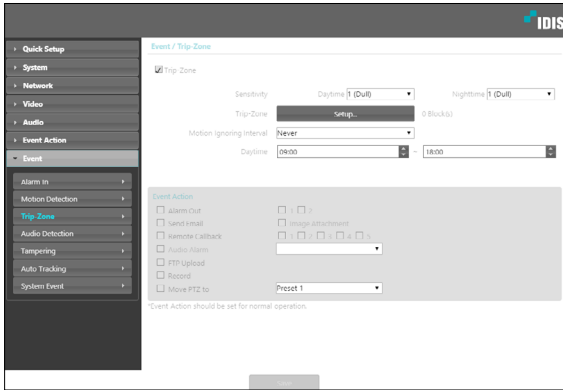 IDIS
Quick Setup
System
Network
Video
Audio
Event Action
Event
Alarm In
Motion Detection
Trip-Zone
Audio Detection
Tampering
Auto Tracking
System Event
Event / Trip-Zone
Trip-Zone
Sensitivity Daytime 1 (Dull) Nighttime 1 (Dull)
Trip-Zone Setup... 0 Block(s)
Motion Ignoring Interval Never
Daytime 09:00 ~ 18:00
Event Action
Alarm Out 1 2
Send Email Image Attachment
Remote Callback 1 2 3 4 5
Audio Alarm
FTP Upload
Record
Move PTZ to Preset 1
*Event Action should be set for normal operation.
Save